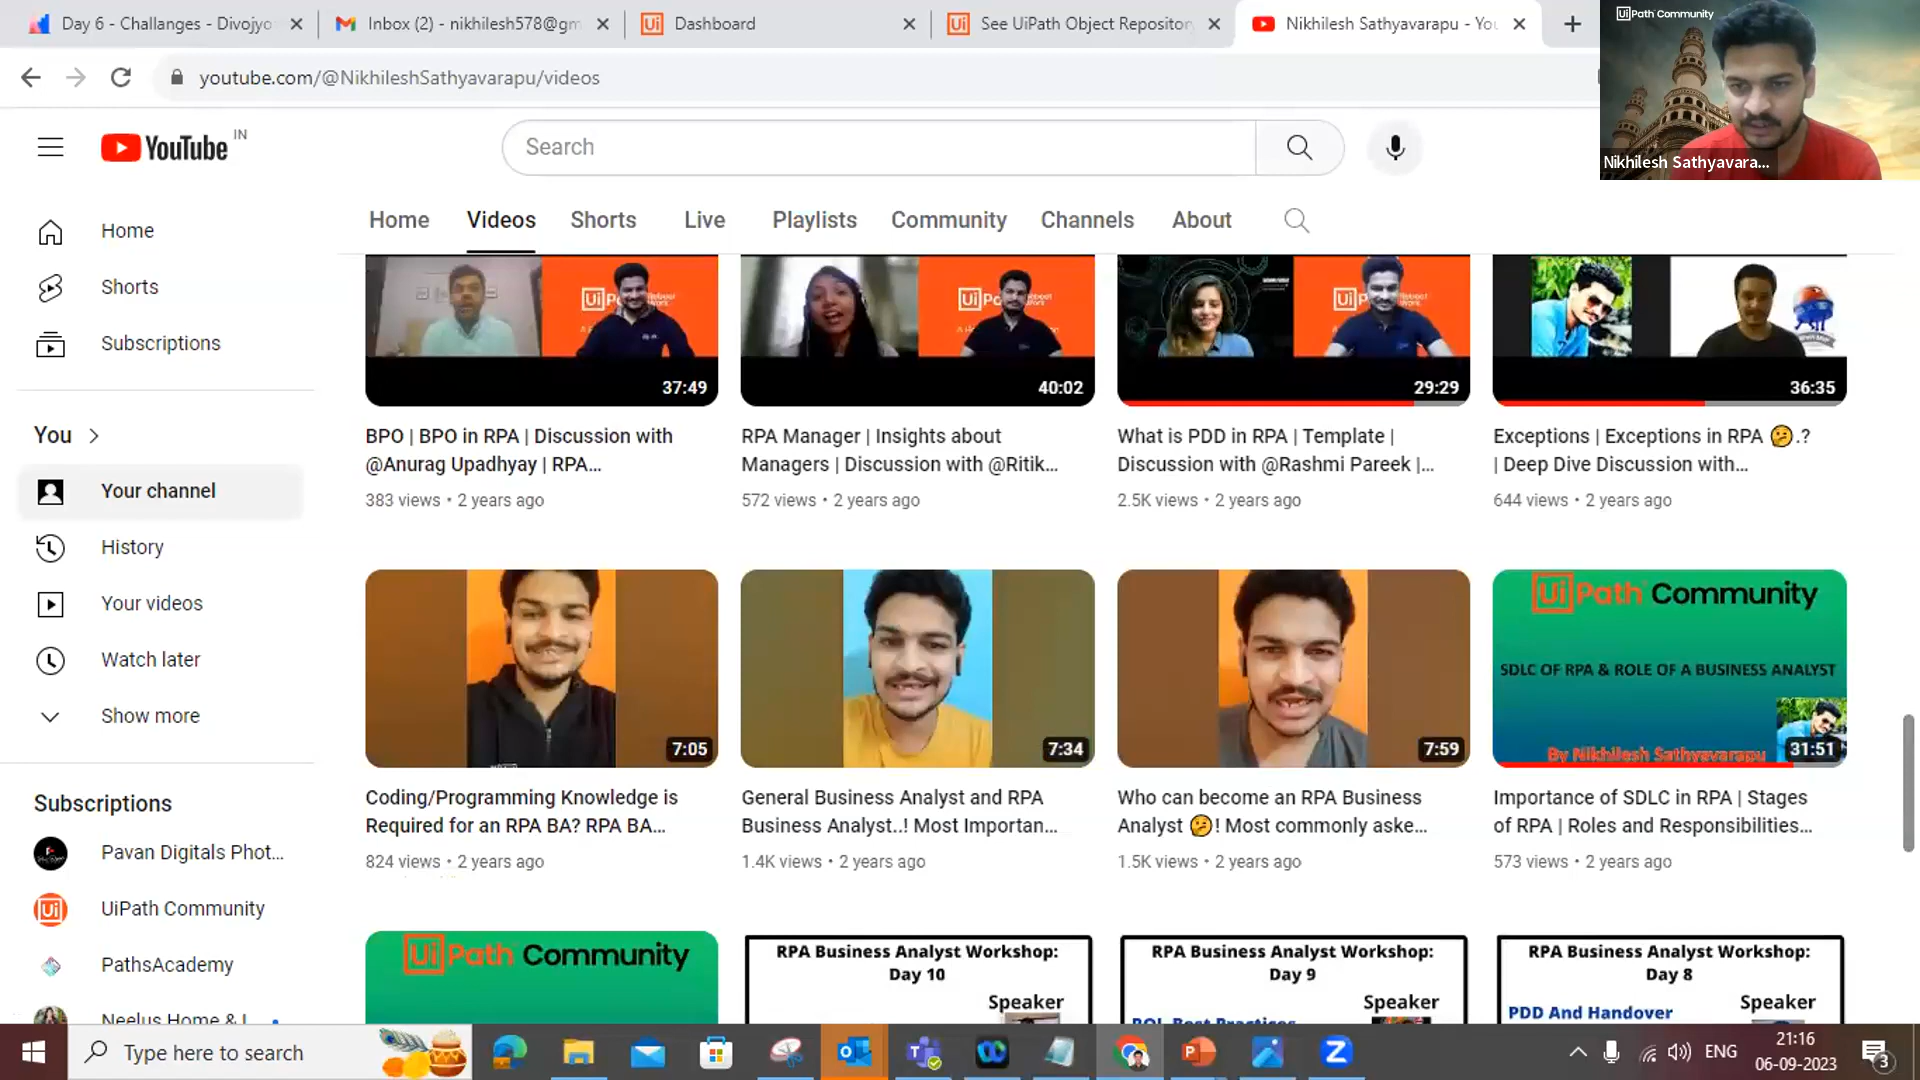 Day 6 - Challanges - Divojyo
Inbox (2) - nikhilesh578@gm
Dashboard
See UiPath Object Repository
Nikhilesh Sathyavarapu - You
UiPath Community
youtube.com/@NikhileshSathyavarapu/videos
Nikhilesh Sathyavara...
YouTube IN
Search
Home
Videos
Shorts
Live
Playlists
Community
Channels
About
Home
Shorts
Subscriptions
You
Your channel
History
Your videos
Watch later
Show more
Subscriptions
Pavan Digitals Phot...
UiPath Community
PathsAcademy
Neelus Home & L
37:49
BPO | BPO in RPA | Discussion with
@Anurag Upadhyay | RPA...
383 views • 2 years ago
40:02
RPA Manager | Insights about
Managers | Discussion with @Ritik...
572 views • 2 years ago
29:29
What is PDD in RPA | Template |
Discussion with @Rashmi Pareek |...
2.5K views • 2 years ago
36:35
Exceptions | Exceptions in RPA 🤔.?
| Deep Dive Discussion with...
644 views • 2 years ago
7:05
Coding/Programming Knowledge is
Required for an RPA BA? RPA BA...
824 views • 2 years ago
7:34
General Business Analyst and RPA
Business Analyst..! Most Importan...
1.4K views • 2 years ago
7:59
Who can become an RPA Business
Analyst 🤔! Most commonly aske...
1.5K views • 2 years ago
UiPath Community
SDLC OF RPA & ROLE OF A BUSINESS ANALYST
By Nikhilesh Sathyavarapu
31:51
Importance of SDLC in RPA | Stages
of RPA | Roles and Responsibilities...
573 views • 2 years ago
UiPath Community
RPA Business Analyst Workshop:
Day 10
Speaker
RPA Business Analyst Workshop:
Day 9
Speaker
RPA Business Analyst Workshop:
Day 8
PDD And Handover
Speaker
Type here to search
ENG
21:16
06-09-2023
3